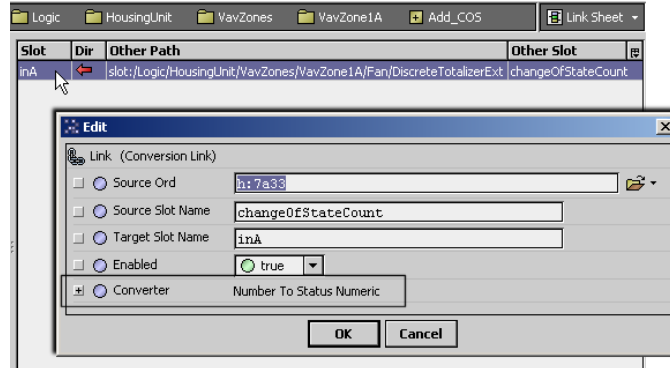 Logic HousingUnit VavZones VavZone1A Add_COS Link Sheet
Slot Dir Other Path Other Slot
inA slot:/Logic/HousingUnit/VavZones/VavZone1A/Fan/DiscreteTotalizerExt changeOfStateCount
Edit
Link (Conversion Link)
Source Ord h:7a33
Source Slot Name changeOfStateCount
Target Slot Name inA
Enabled true
Converter Number To Status Numeric
OK Cancel